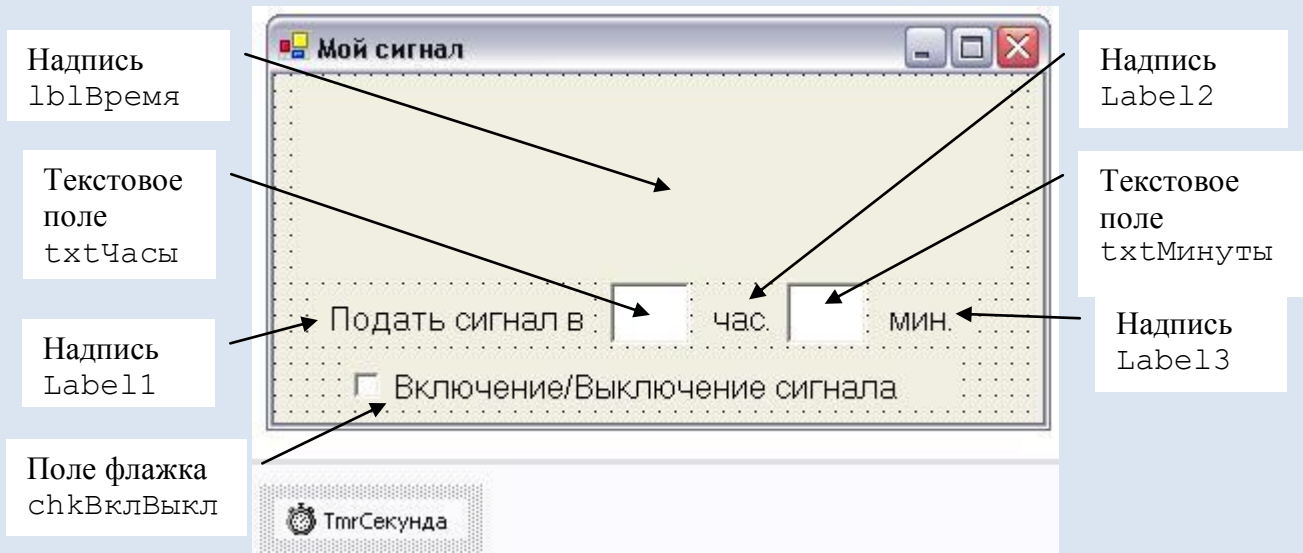 Надпись
lblВремя
Текстовое
поле
txtЧасы
Надпись
Label1
Поле флажка
chkВклВыкл
Мой сигнал
Подать сигнал в
час.
мин.
Включение/Выключение сигнала
TmrСекунда
Надпись
Label2
Текстовое
поле
txtМинуты
Надпись
Label3